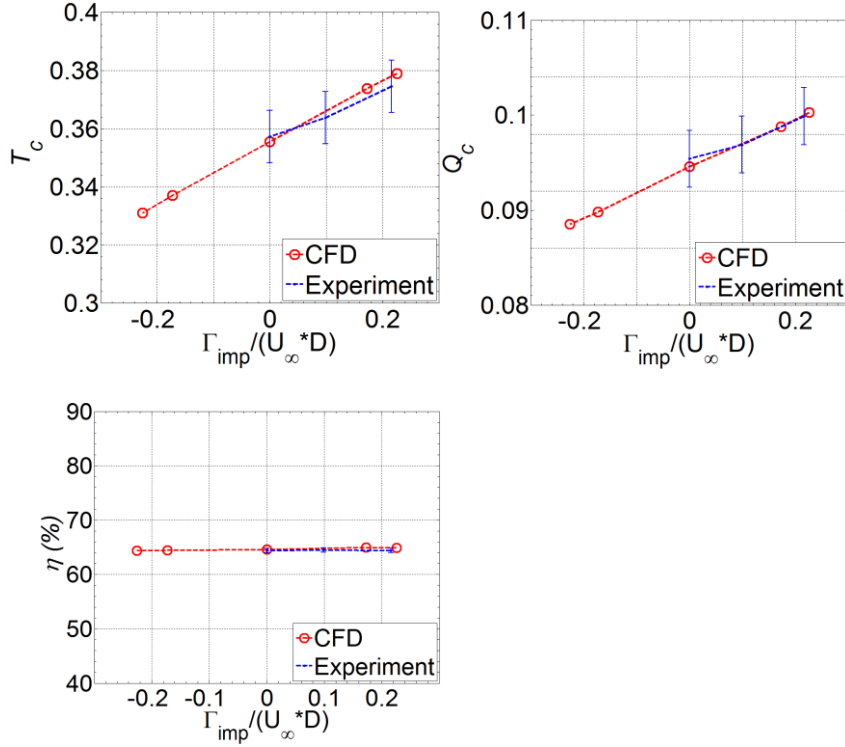 0.4
0.38
0.36
0.34
0.32
0.3
T_c
-0.2 0 0.2
Γ_imp/(U_∞*D)
CFD
Experiment
0.11
0.1
0.09
0.08
Q_c
-0.2 0 0.2
Γ_imp/(U_∞*D)
CFD
Experiment
90
80
70
60
50
40
η (%)
-0.2 -0.1 0 0.1 0.2
Γ_imp/(U_∞*D)
CFD
Experiment